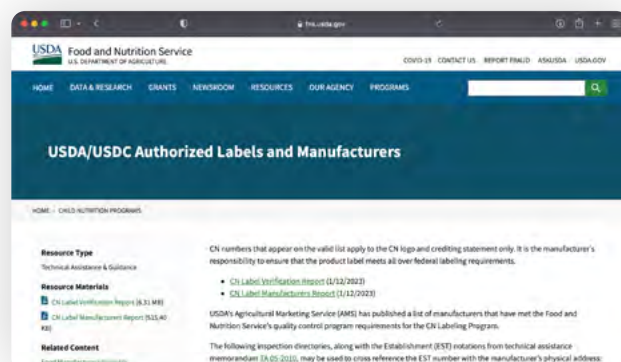 fns.usda.gov
USDA Food and Nutrition Service
U.S. DEPARTMENT OF AGRICULTURE
COVID-19 CONTACT US REPORT FRAUD ASKUSDA USDA.GOV
HOME DATA & RESEARCH GRANTS NEWSROOM RESOURCES OUR AGENCY PROGRAMS
USDA/USDC Authorized Labels and Manufacturers
HOME CHILD NUTRITION PROGRAMS
Resource Type
Technical Assistance & Guidance
Resource Materials
CN Label Verification Report (6.31 MB)
CN Label Manufacturers Report (515.40
KB)
Related Content
CN numbers that appear on the valid list apply to the CN logo and crediting statement only. It is the manufacturer's
responsibility to ensure that the product label meets all over federal labeling requirements.
CN Label Verification Report (1/12/2023)
CN Label Manufacturers Report (1/12/2023)
USDA's Agricultural Marketing Service (AMS) has published a list of manufacturers that have met the Food and
Nutrition Service's quality control program requirements for the CN Labeling Program.
The following inspection directories, along with the Establishment (EST) notations from technical assistance
memorandum TA 05-2010, may be used to cross reference the EST number with the manufacturer's physical address: